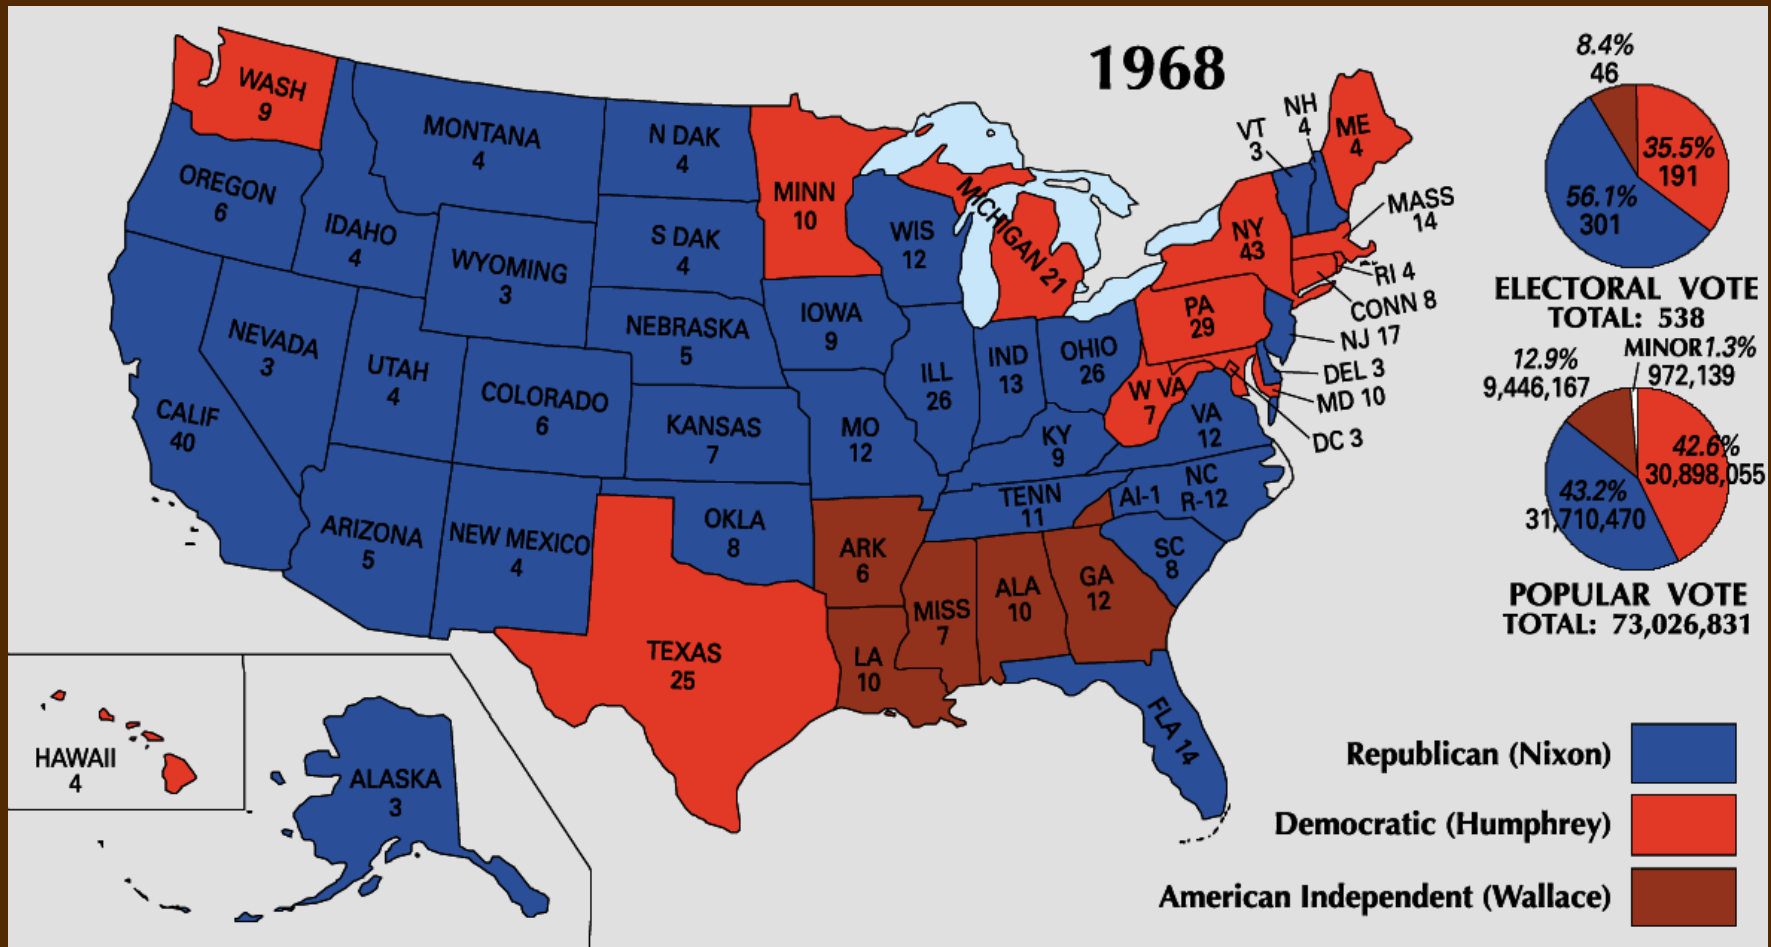 1968
WASH
9
OREGON
6
CALIF
40
NEVADA
3
IDAHO
4
MONTANA
4
WYOMING
3
UTAH
4
COLORADO
6
ARIZONA
5
NEW MEXICO
4
N DAK
4
S DAK
4
NEBRASKA
5
KANSAS
7
OKLA
8
TEXAS
25
MINN
10
IOWA
9
MO
12
ARK
6
LA
10
WIS
12
ILL
26
MICHIGAN 21
IND
13
OHIO
26
KY
9
TENN
11
MISS
7
ALA
10
GA
12
FLA 14
SC
8
NC
AI-1 R-12
VA
12
W VA
7
PA
29
NY
43
VT
3
NH
4
ME
4
MASS
14
RI 4
CONN 8
NJ 17
DEL 3
MD 10
DC 3
HAWAII
4
ALASKA
3
8.4%
46
35.5%
191
56.1%
301
ELECTORAL VOTE
TOTAL: 538
12.9%
9,446,167
MINOR 1.3%
972,139
42.6%
30,898,055
43.2%
31,710,470
POPULAR VOTE
TOTAL: 73,026,831
Republican (Nixon)
Democratic (Humphrey)
American Independent (Wallace)